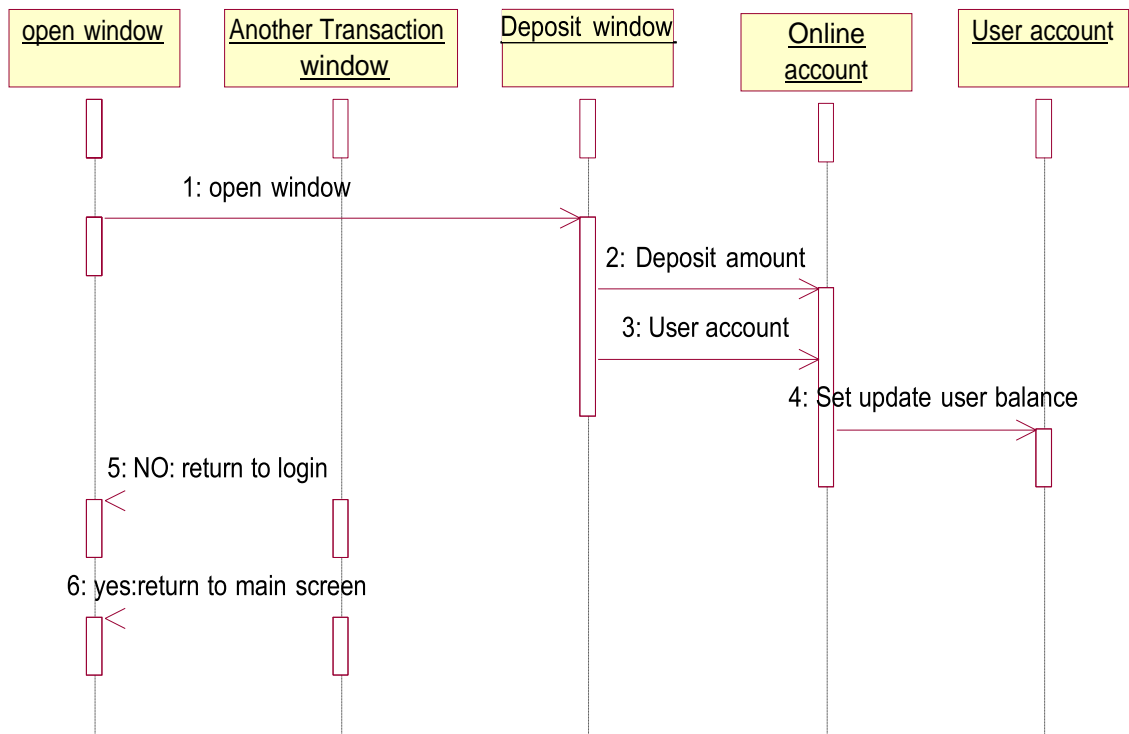 open window
Another Transaction
window
Deposit window
Online
account
User account
1: open window
2: Deposit amount
3: User account
4: Set update user balance
5: NO: return to login
6: yes:return to main screen